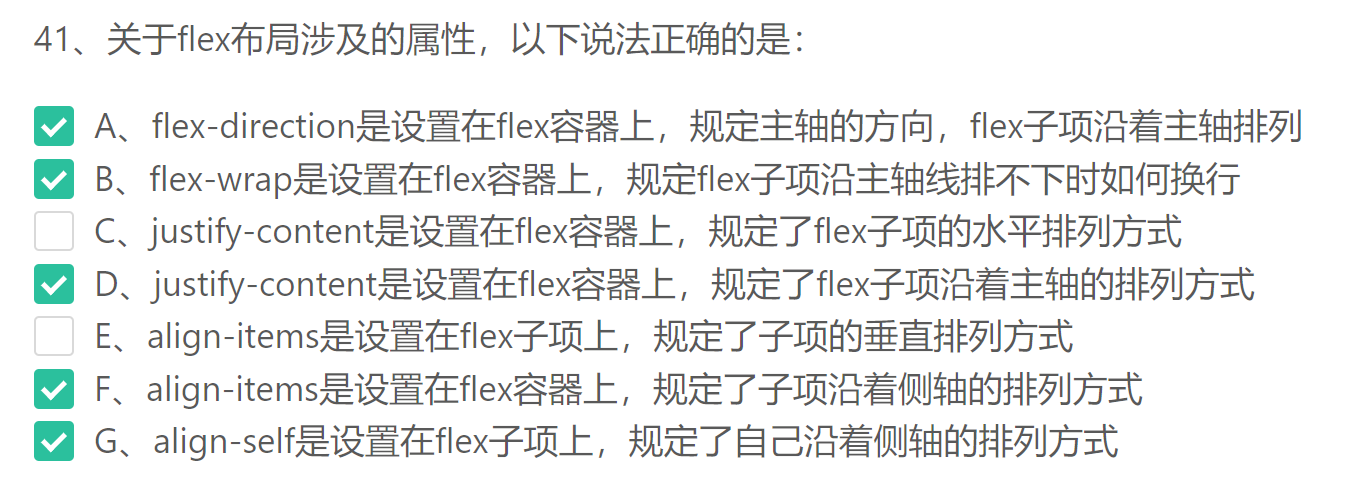 41、关于flex布局涉及的属性，以下说法正确的是：
A、flex-direction是设置在flex容器上，规定主轴的方向，flex子项沿着主轴排列
B、flex-wrap是设置在flex容器上，规定flex子项沿主轴线排不下时如何换行
C、justify-content是设置在flex容器上，规定了flex子项的水平排列方式
D、justify-content是设置在flex容器上，规定了flex子项沿着主轴的排列方式
E、align-items是设置在flex子项上，规定了子项的垂直排列方式
F、align-items是设置在flex容器上，规定了子项沿着侧轴的排列方式
G、align-self是设置在flex子项上，规定了自己沿着侧轴的排列方式